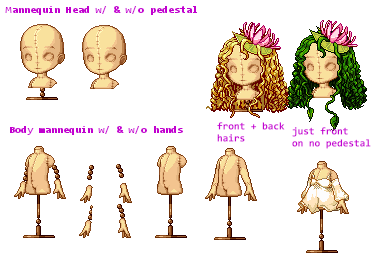 Mannequin Head w/ & w/o pedestal
front + back
hairs
just front
on no pedestal
Body mannequin w/ & w/o hands